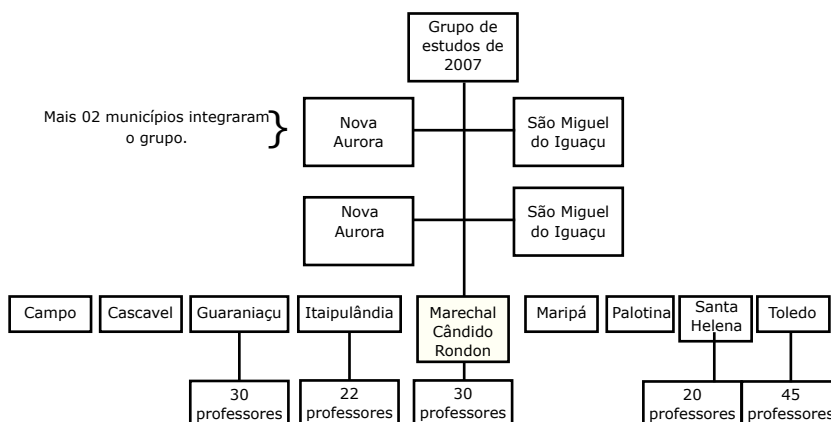 Grupo de
estudos de
2007
Mais 02 municípios integraram
o grupo.
}
Nova
Aurora
São Miguel
do Iguaçu
Nova
Aurora
São Miguel
do Iguaçu
Campo
Cascavel
Guaraniaçu
Itaipulândia
Marechal
Cândido
Rondon
Maripá
Palotina
Santa
Helena
Toledo
30
professores
22
professores
30
professores
20
professores
45
professores